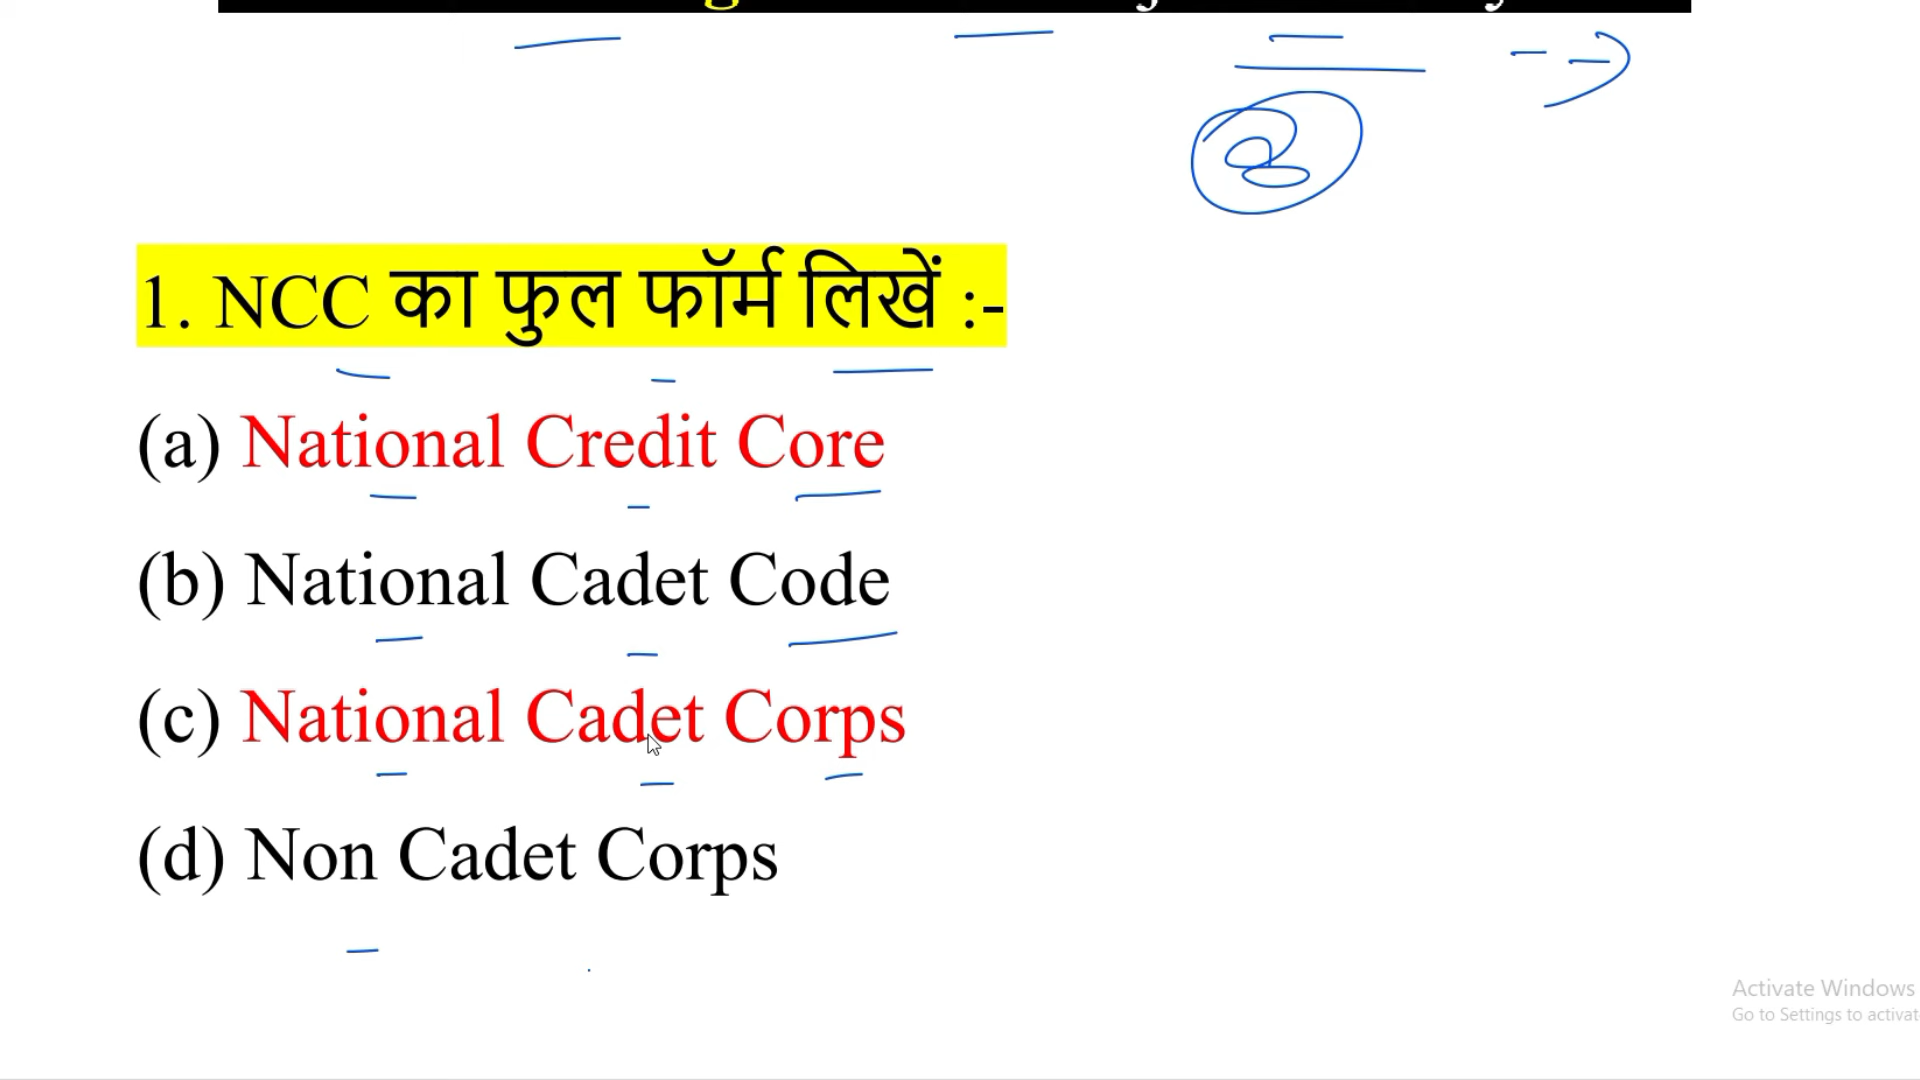 1. NCC का फुल फॉर्म लिखें :-
(a) National Credit Core
(b) National Cadet Code
(c) National Cadet Corps
(d) Non Cadet Corps
Activate Windows
Go to Settings to activat